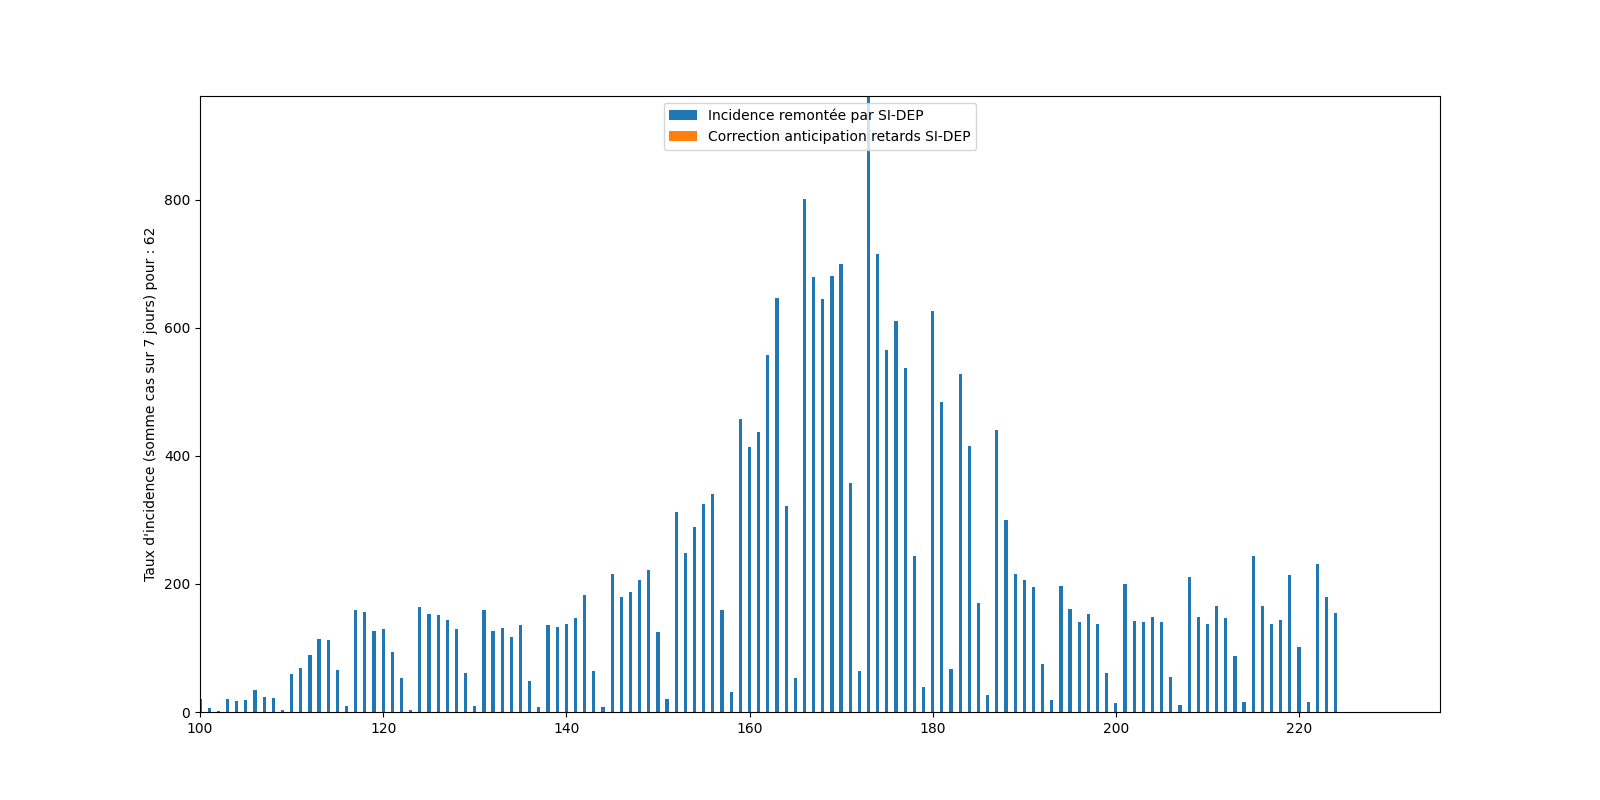 Incidence remontée par SI-DEP
Correction anticipation retards SI-DEP
Taux d'incidence (somme cas sur 7 jours) pour : 62
800
600
400
200
0
100 120 140 160 180 200 220